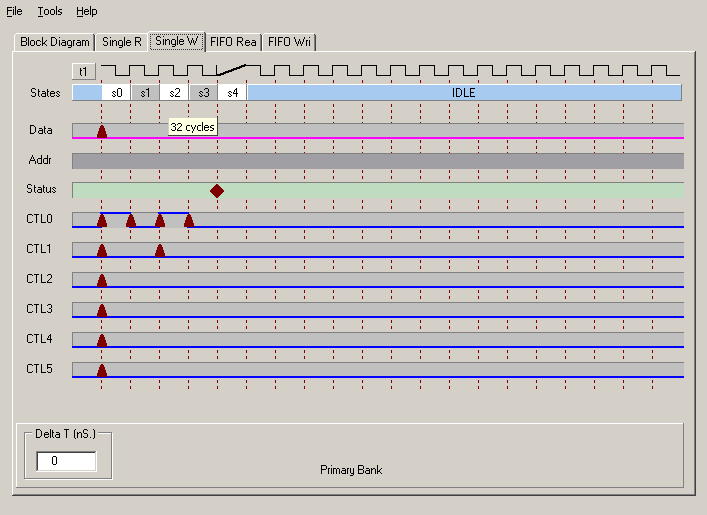 File Tools Help
Block Diagram Single R Single W FIFO Rea FIFO Wri
t1
States s0 s1 s2 s3 s4 IDLE
32 cycles
Data
Addr
Status
CTL0
CTL1
CTL2
CTL3
CTL4
CTL5
Delta T (nS.)
0
Primary Bank